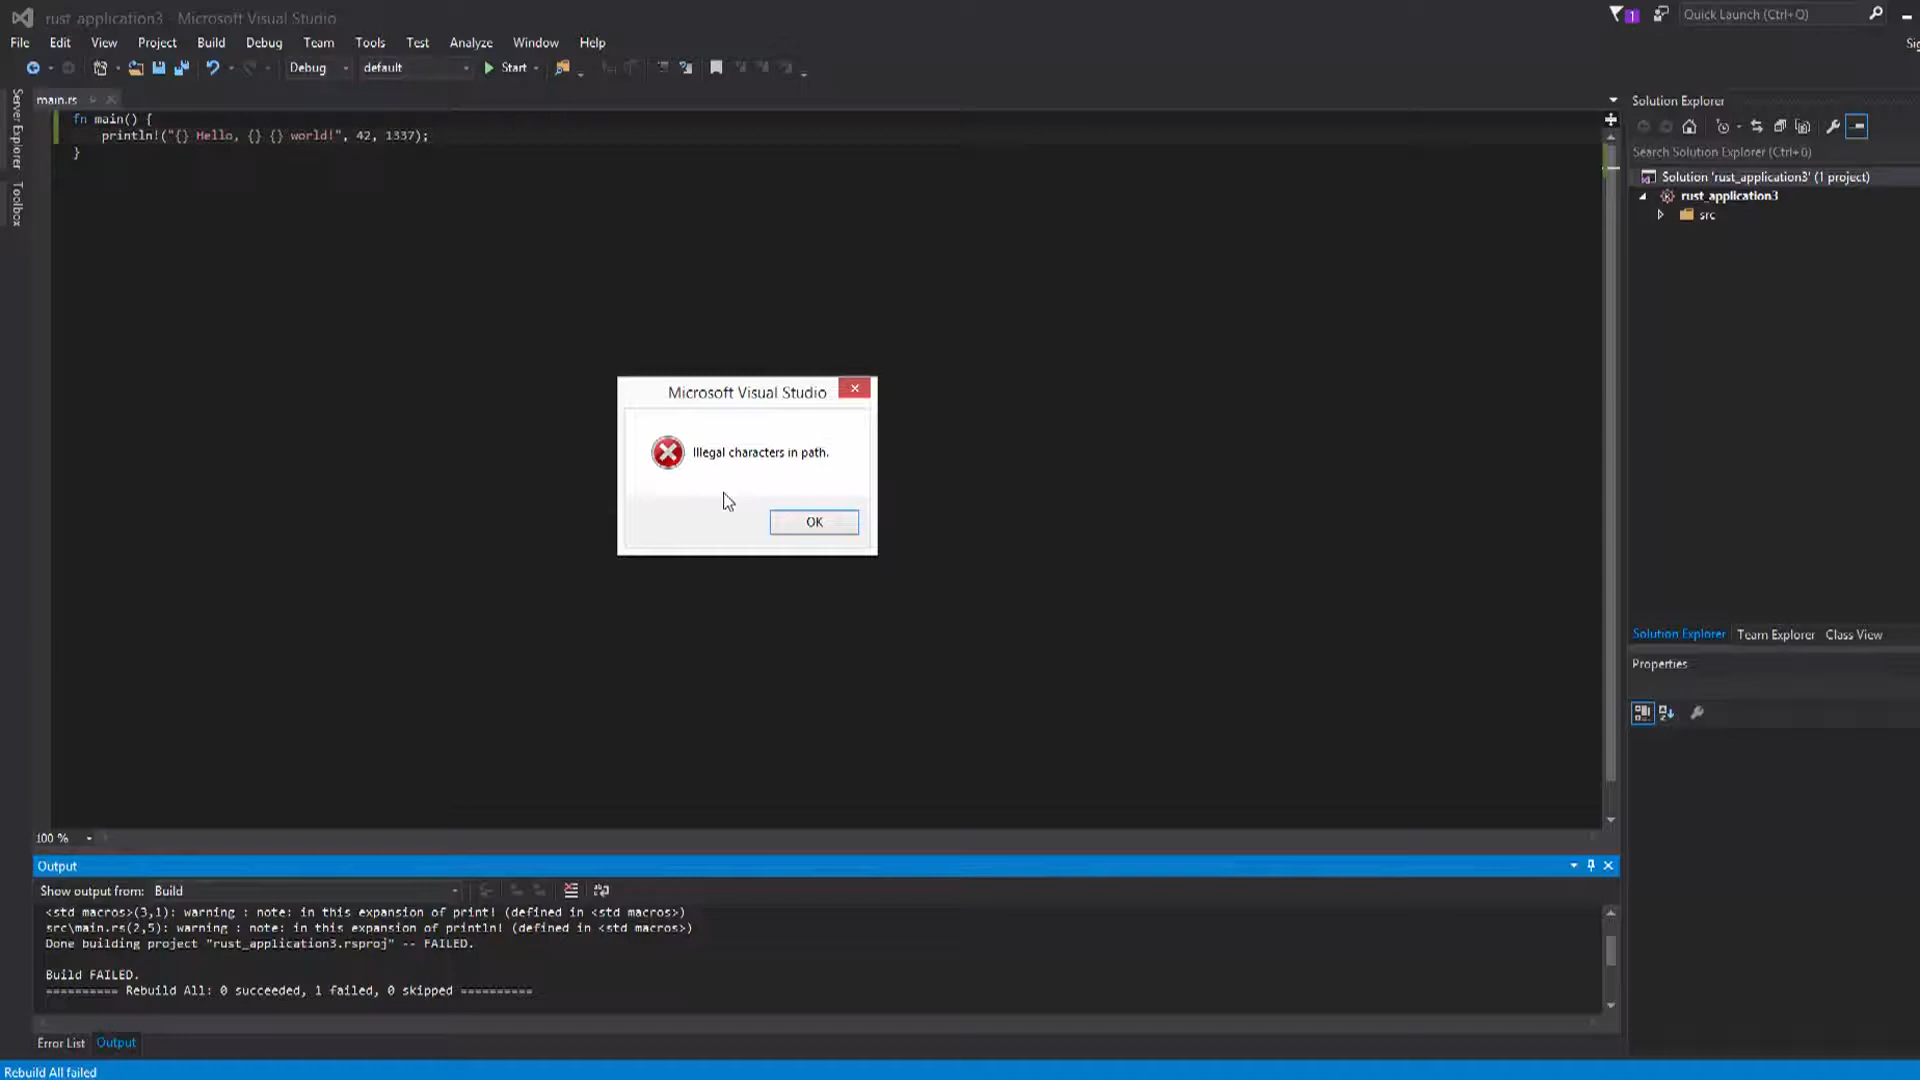 rust_application3 - Microsoft Visual Studio
1
Quick Launch (Ctrl+Q)
File Edit View Project Build Debug Team Tools Test Analyze Window Help
Debug default Start
Server Explorer
Toolbox
main.rs
fn main() {
println!("{} Hello, {} {} world!", 42, 1337);
}
Solution Explorer
Search Solution Explorer (Ctrl+ü)
Solution 'rust_application3' (1 project)
rust_application3
src
Microsoft Visual Studio
Illegal characters in path.
OK
Solution Explorer Team Explorer Class View
Properties
100 %
Output
Show output from: Build
<std macros>(3,1): warning : note: in this expansion of print! (defined in <std macros>)
src\main.rs(2,5): warning : note: in this expansion of println! (defined in <std macros>)
Done building project "rust_application3.rsproj" -- FAILED.
Build FAILED.
========== Rebuild All: 0 succeeded, 1 failed, 0 skipped ==========
Error List Output
Rebuild All failed